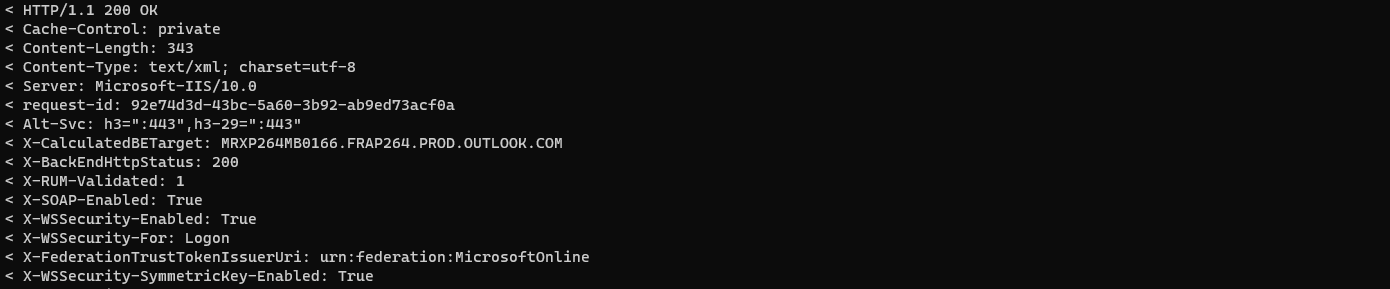 < HTTP/1.1 200 OK
< Cache-Control: private
< Content-Length: 343
< Content-Type: text/xml; charset=utf-8
< Server: Microsoft-IIS/10.0
< request-id: 92e74d3d-43bc-5a60-3b92-ab9ed73acf0a
< Alt-Svc: h3=":443",h3-29=":443"
< X-CalculatedBETarget: MRXP264MB0166.FRAP264.PROD.OUTLOOK.COM
< X-BackEndHttpStatus: 200
< X-RUM-Validated: 1
< X-SOAP-Enabled: True
< X-WSSecurity-Enabled: True
< X-WSSecurity-For: Logon
< X-FederationTrustTokenIssuerUri: urn:federation:MicrosoftOnline
< X-WSSecurity-SymmetricKey-Enabled: True